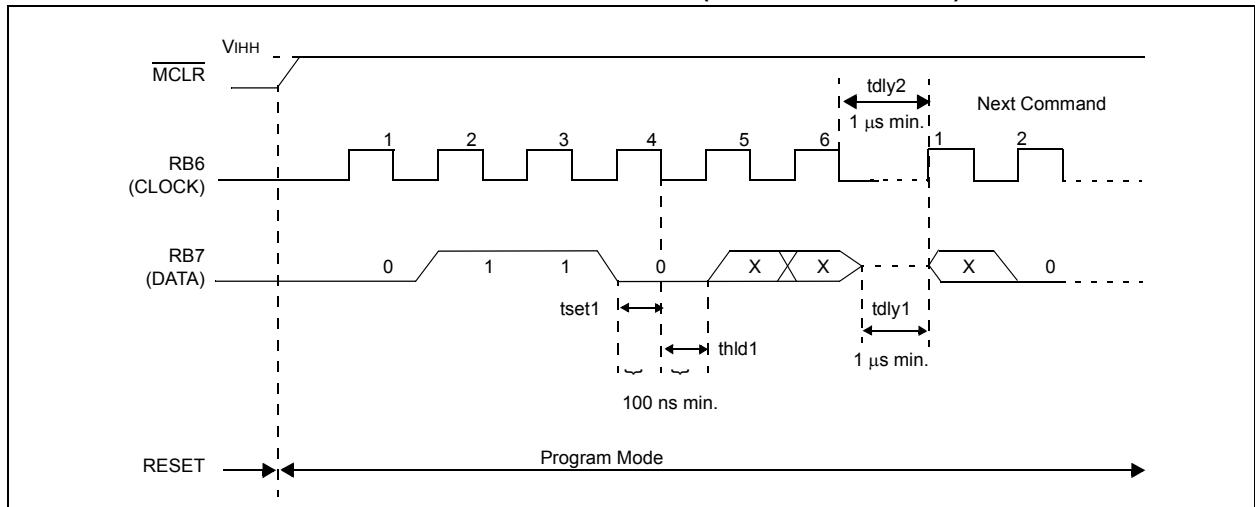 VIHH
MCLR
tdly2
Next Command
1 μs min.
1 2 3 4 5 6 1 2
RB6
(CLOCK)
RB7
(DATA)
0 1 1 0 X X X 0
tset1
tdly1
thld1
1 μs min.
100 ns min.
RESET
Program Mode